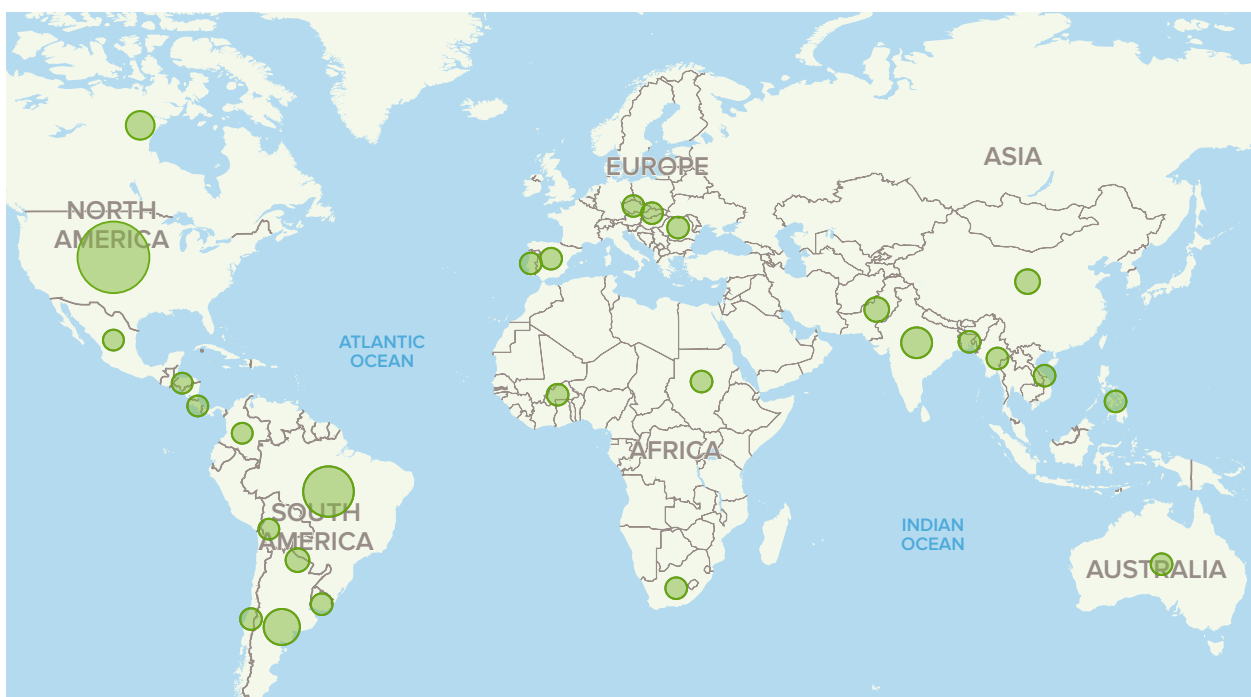 NORTH
AMERICA
EUROPE
ASIA
ATLANTIC
OCEAN
AFRICA
SOUTH
AMERICA
INDIAN
OCEAN
AUSTRALIA